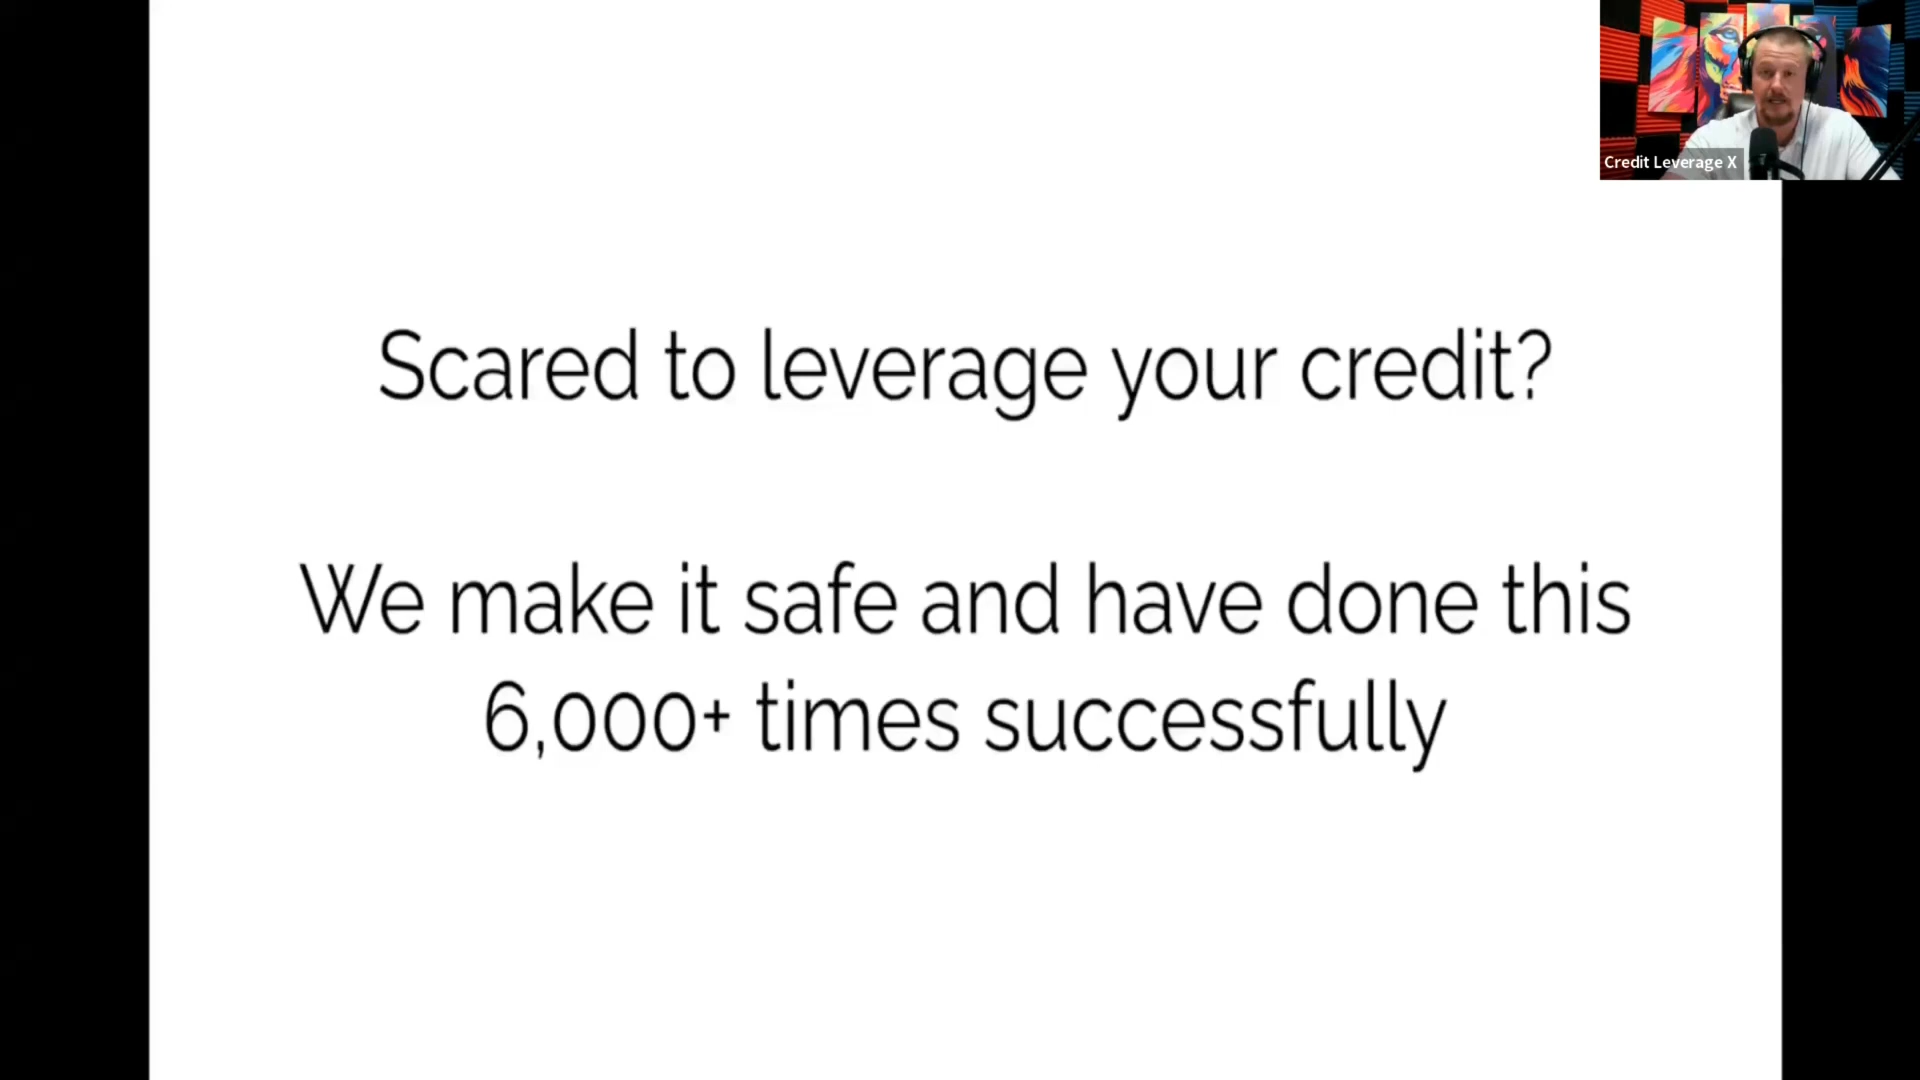 Credit Leverage X
Scared to leverage your credit?
We make it safe and have done this
6,000+ times successfully